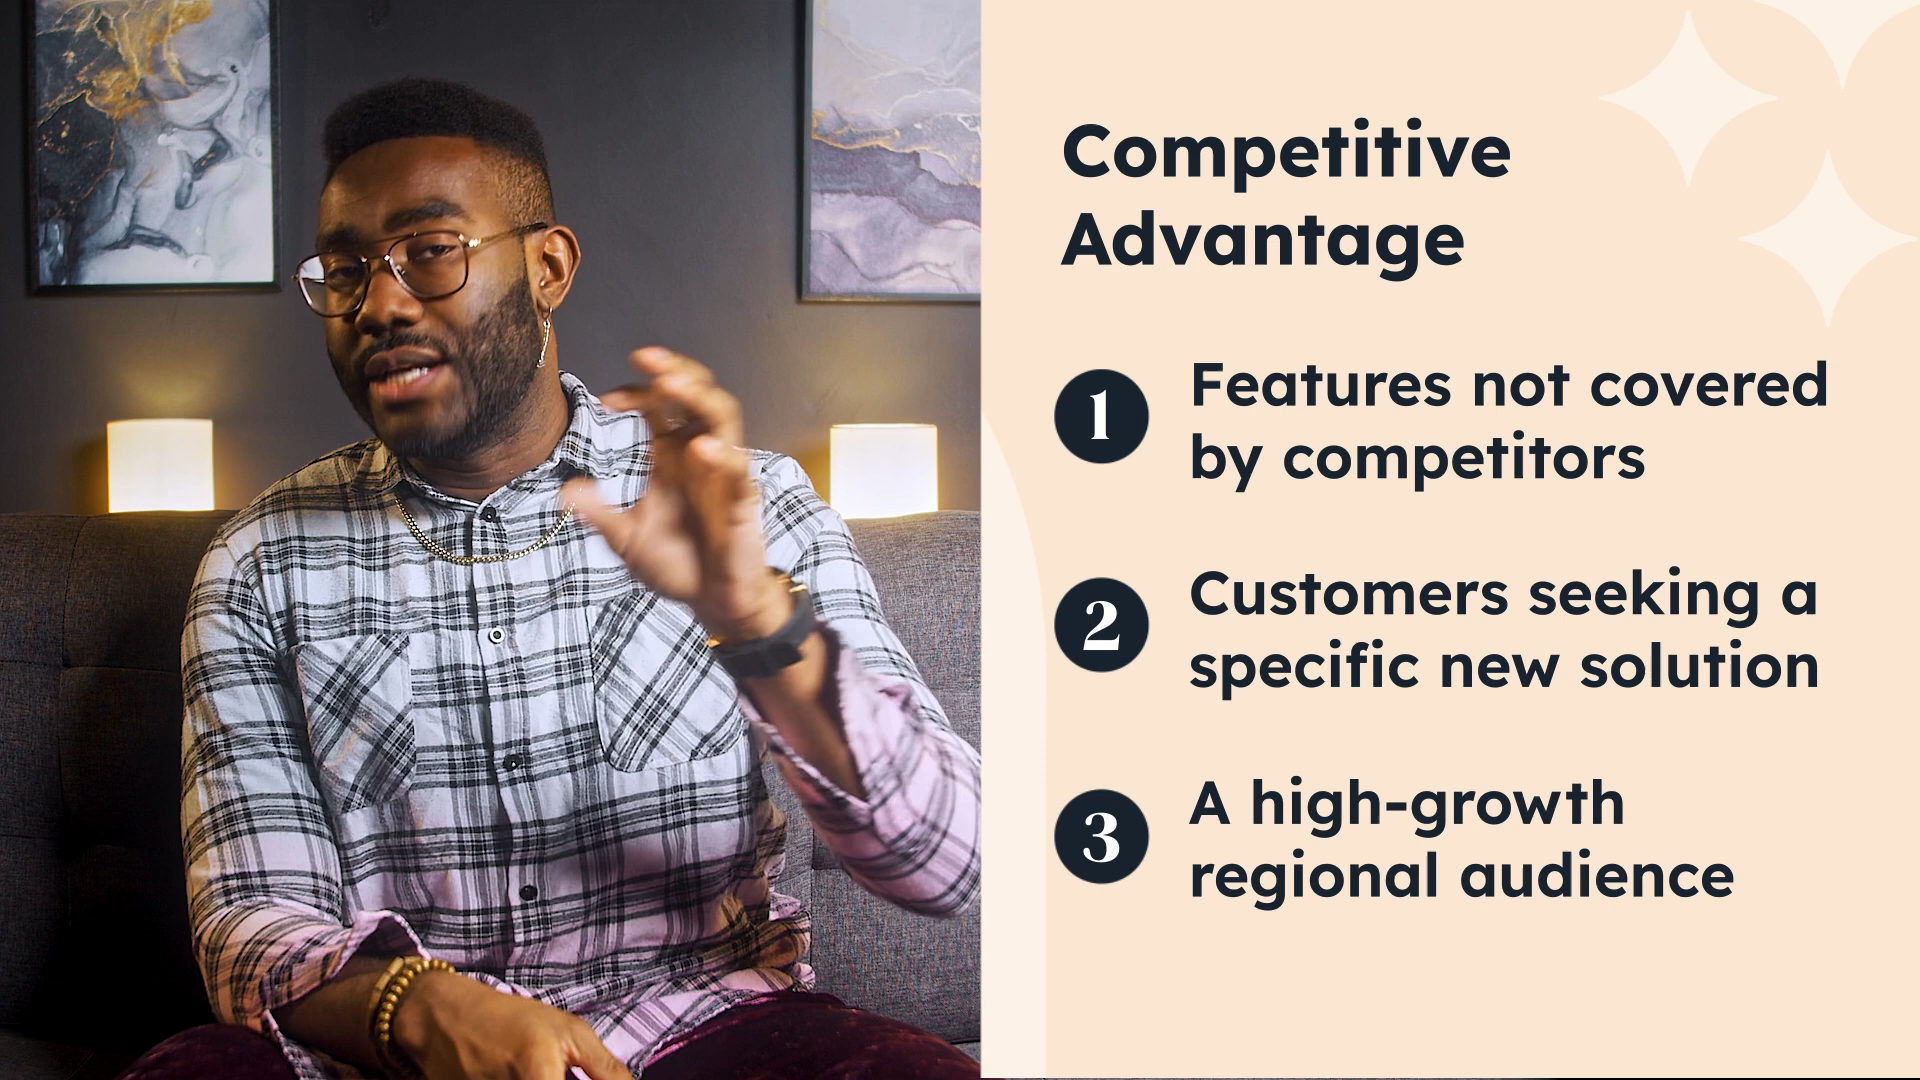 Competitive
Advantage
1 Features not covered
by competitors
2 Customers seeking a
specific new solution
3 A high-growth
regional audience